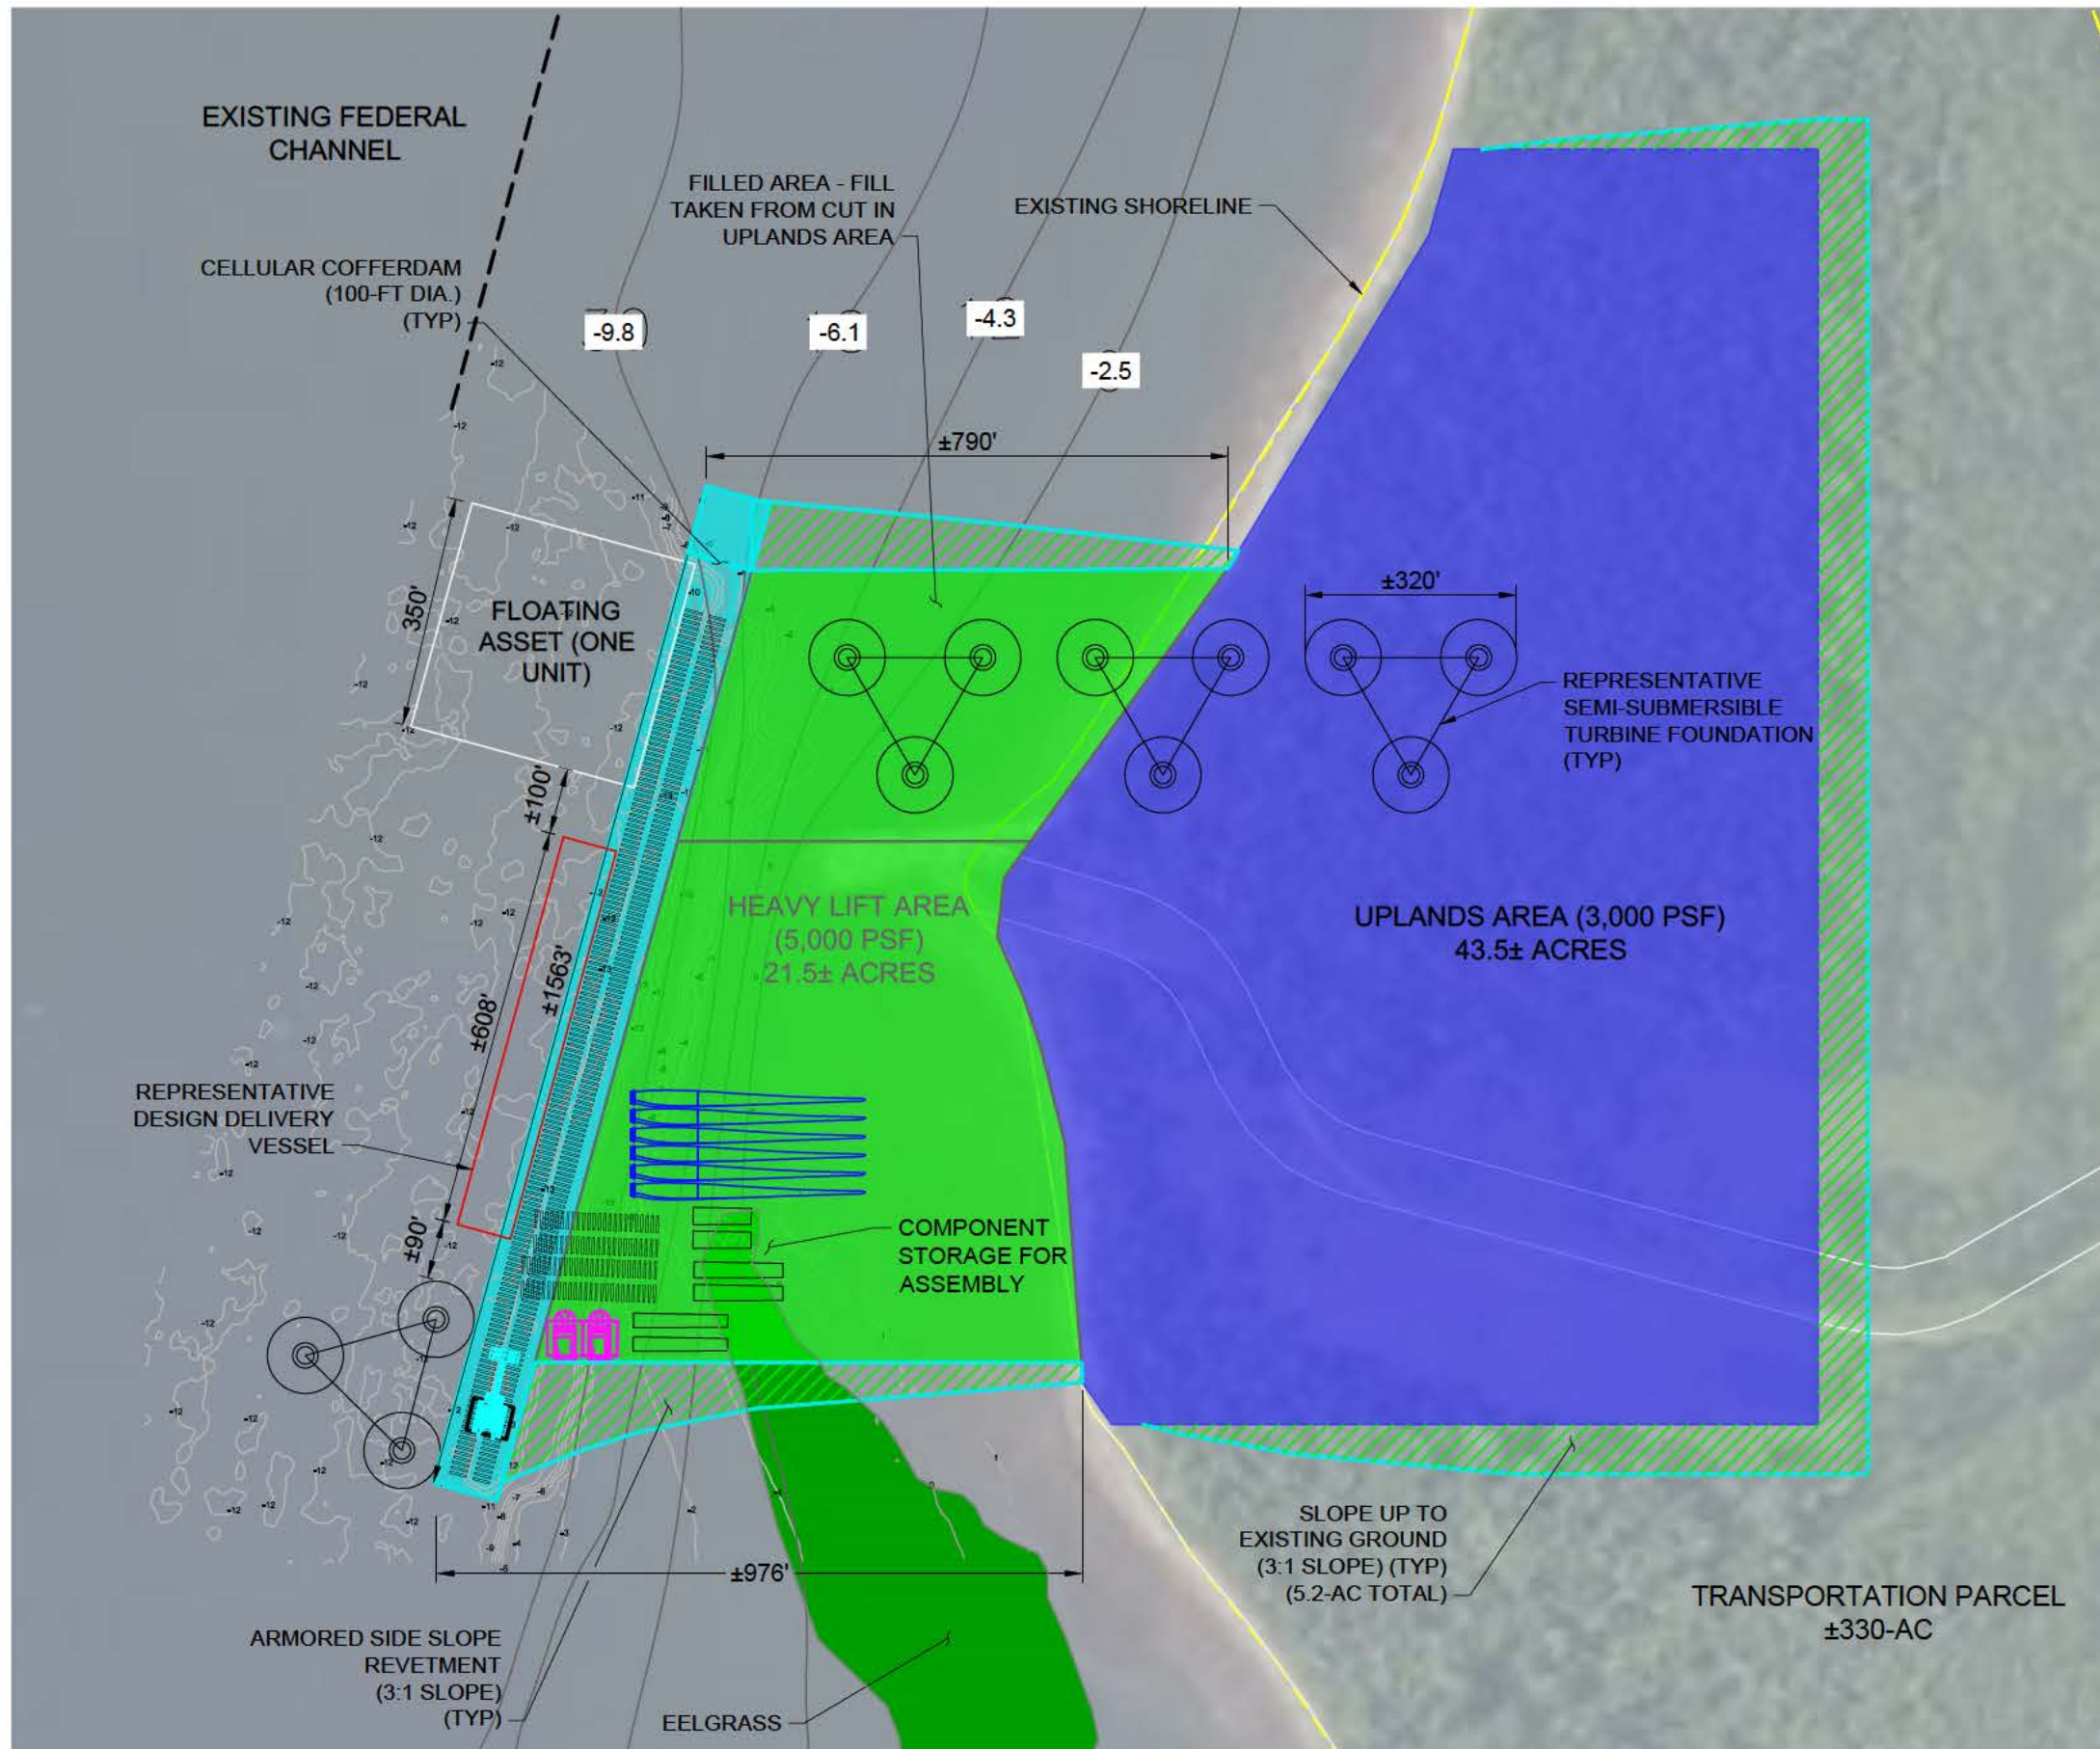 EXISTING FEDERAL
CHANNEL
FILLED AREA - FILL
TAKEN FROM CUT IN
UPLANDS AREA
EXISTING SHORELINE
CELLULAR COFFERDAM
(100-FT DIA.)
(TYP)
-9.8
-6.1
-4.3
-2.5
±790'
350'
FLOATING
ASSET (ONE
UNIT)
±320'
REPRESENTATIVE
SEMI-SUBMERSIBLE
TURBINE FOUNDATION
(TYP)
±100'
HEAVY LIFT AREA
(5,000 PSF)
21.5± ACRES
UPLANDS AREA (3,000 PSF)
43.5± ACRES
±1563'
±608'
REPRESENTATIVE
DESIGN DELIVERY
VESSEL
±90'
COMPONENT
STORAGE FOR
ASSEMBLY
±976'
SLOPE UP TO
EXISTING GROUND
(3:1 SLOPE) (TYP)
(5.2-AC TOTAL)
TRANSPORTATION PARCEL
±330-AC
ARMORED SIDE SLOPE
REVETMENT
(3:1 SLOPE)
(TYP)
EELGRASS